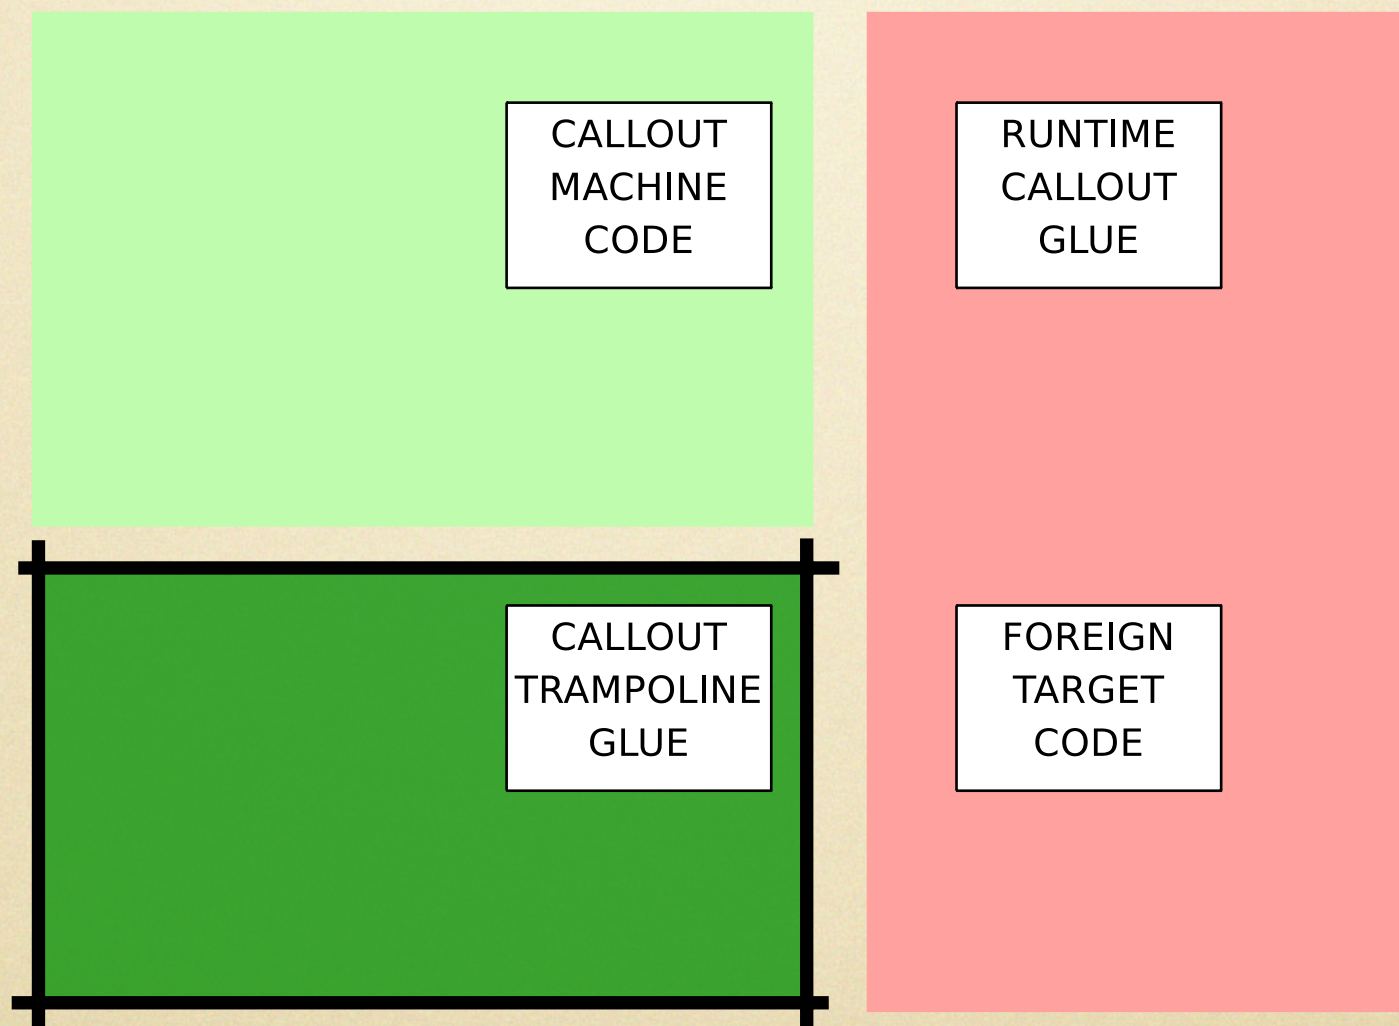 CALLOUT
MACHINE
CODE
RUNTIME
CALLOUT
GLUE
CALLOUT
TRAMPOLINE
GLUE
FOREIGN
TARGET
CODE